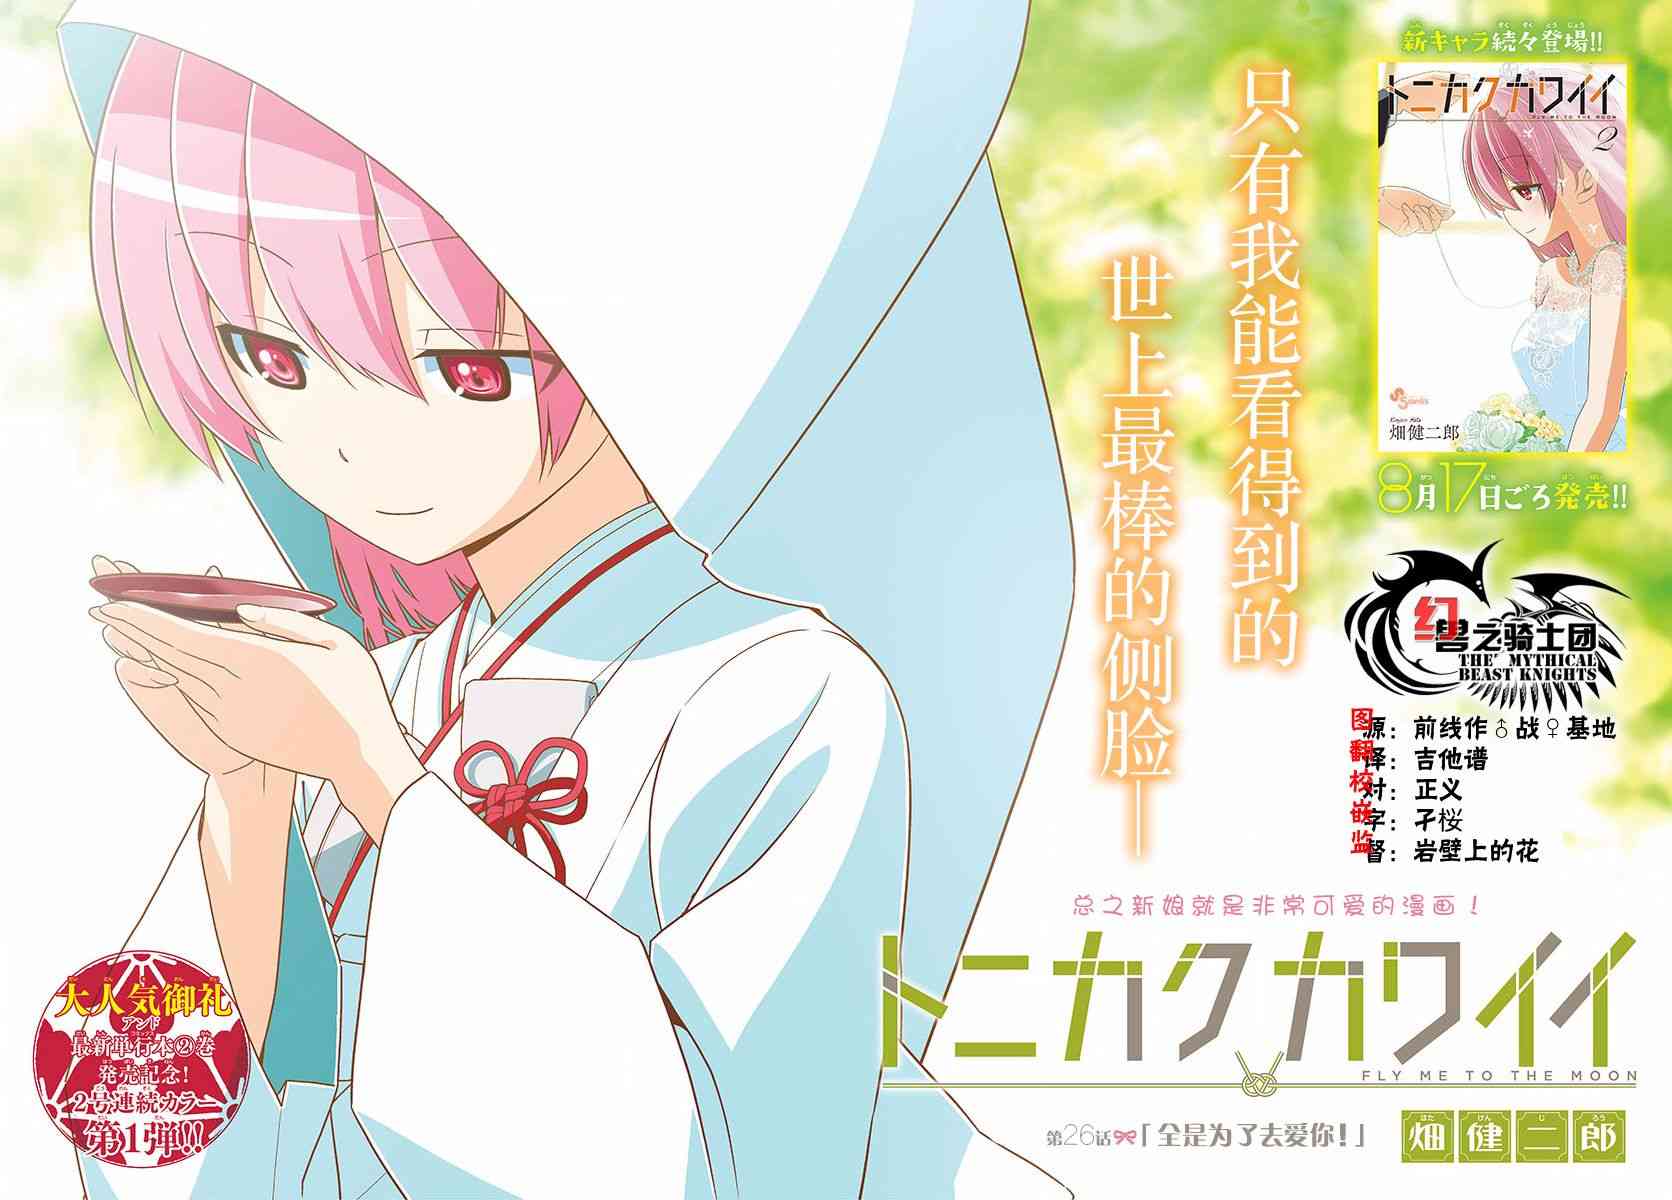 新キャラ続々登場!!
トニカクカワイイ
FLY ME TO THE MOON
2
畑健二郎
8月17日ごろ発売!!
只有我能看得到的
世上最棒的侧脸——
幻兽之骑士团
THE MYTHICAL
BEAST KNIGHTS
图源：前线作♂战♀基地
翻译：吉他谱
校对：正义
嵌字：孑桜
监督：岩壁上的花
总之新娘就是非常可爱的漫画！
トニカクカワイイ
FLY ME TO THE MOON
第26话「全是为了去爱你！」
畑健二郎
大人気御礼
アンド
最新単行本②巻
発売記念!
2号連続カラー
第1弾!!